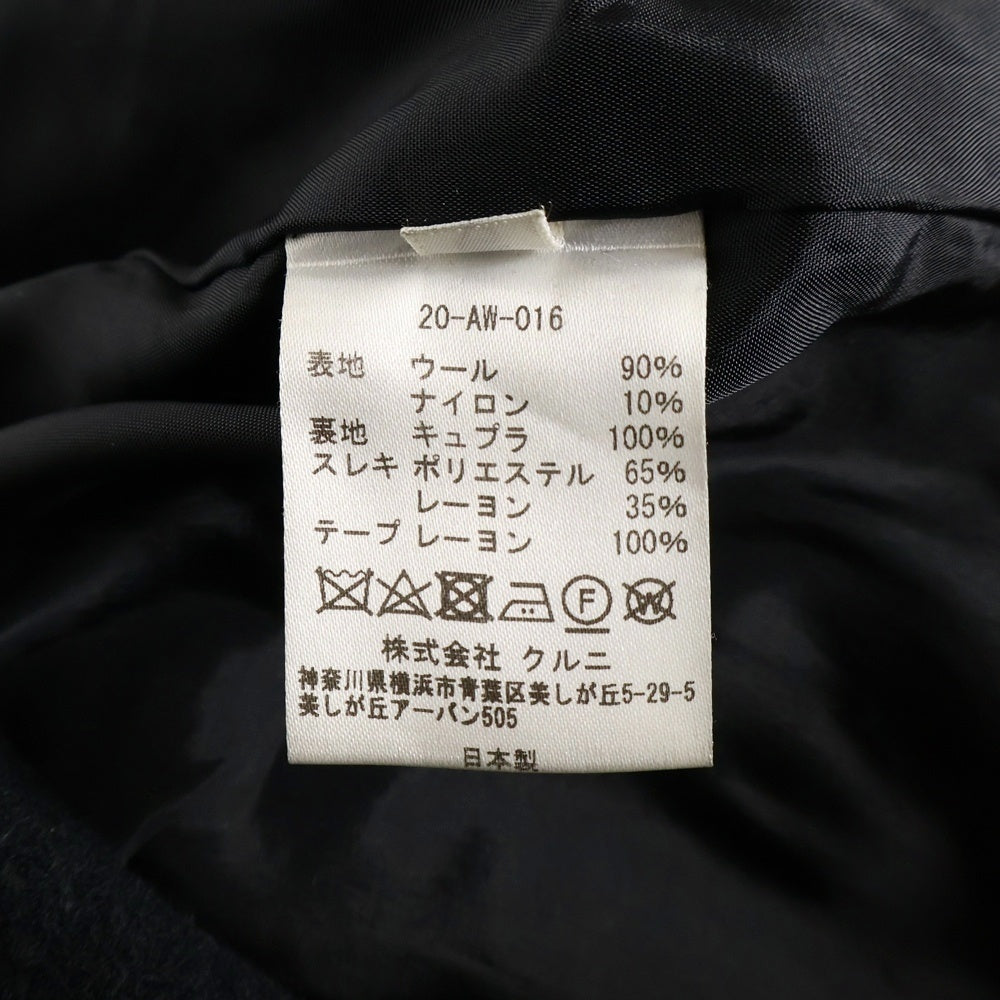 20-AW-016
表地 ウール 90%
ナイロン 10%
裏地 キュプラ 100%
スレキ ポリエステル 65%
レーヨン 35%
テープ レーヨン 100%
F W
株式会社 クルニ
神奈川県横浜市青葉区美しが丘5-29-5
美しが丘アーバン505
日本製